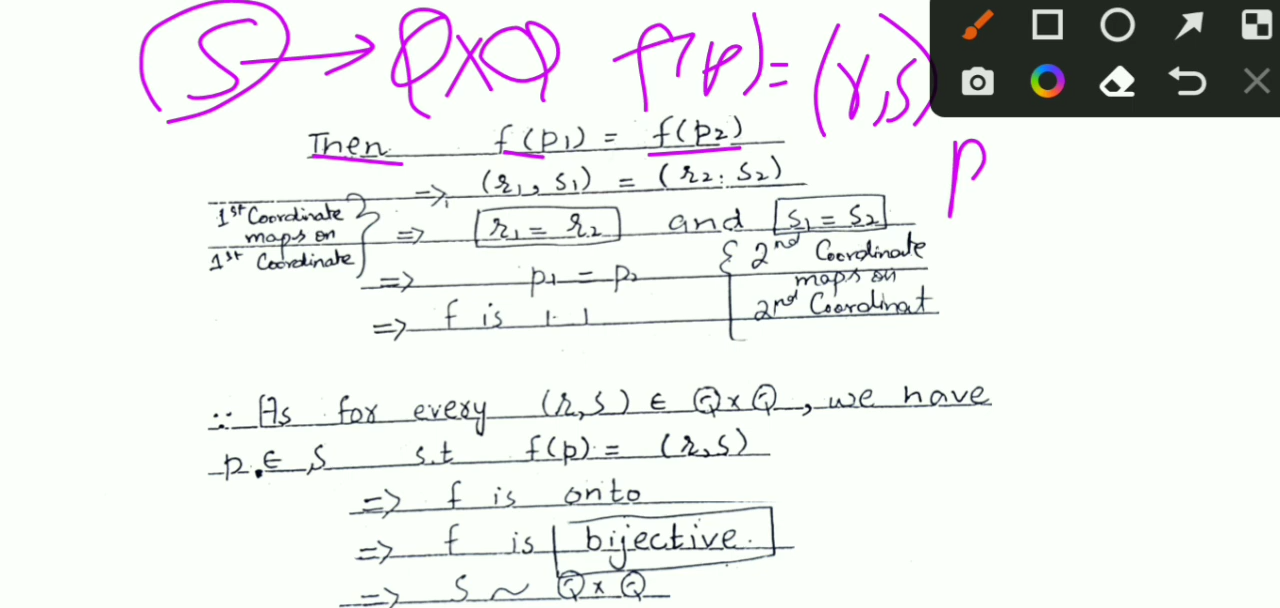 S → Q×Q f(p) = (r,s)
p
Then f(p1) = f(p2)
=> (r1, s1) = (r2, s2)
1st Coordinate maps on 1st Coordinate } => r1 = r2 and s1 = s2
{ 2nd Coordinate maps on 2nd Coordinat
=> p1 = p2
=> f is 1-1
∵ As for every (r,s) ∈ Q×Q, we have
p ∈ S s.t f(p) = (r,s)
=> f is onto
=> f is bijective.
=> S ~ Q×Q